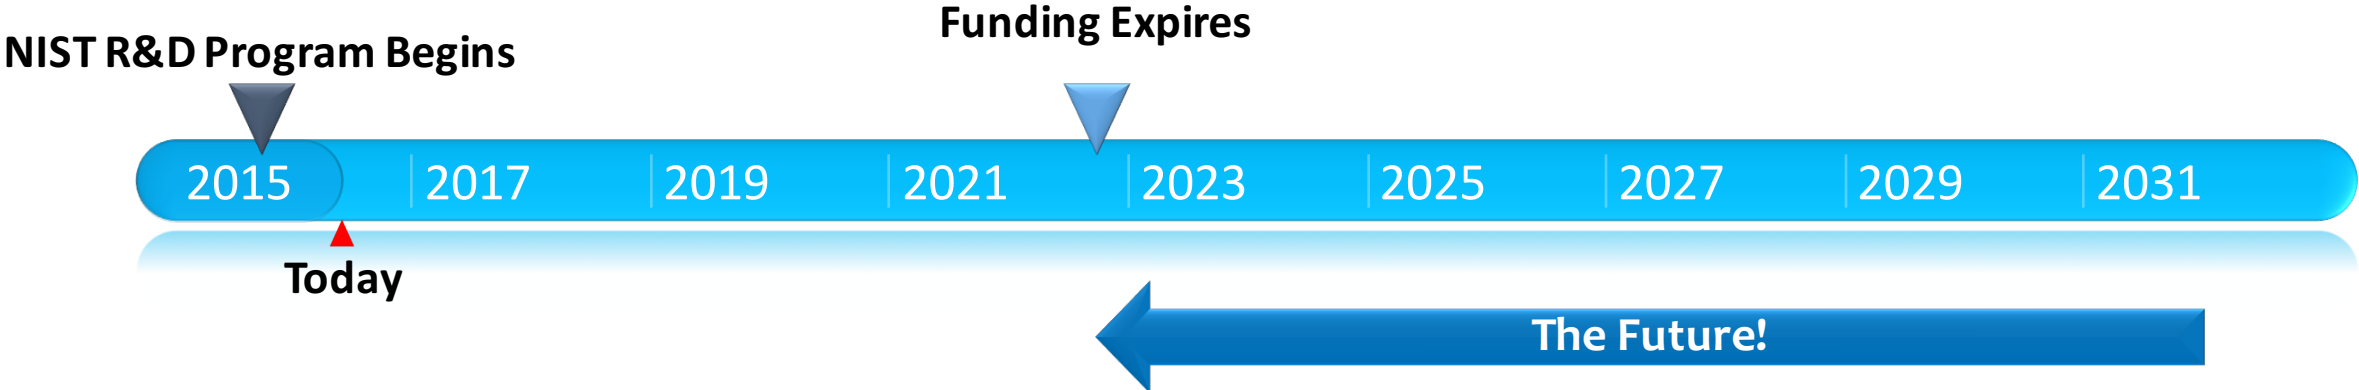 Funding Expires
NIST R&D Program Begins
2015 2017 2019 2021 2023 2025 2027 2029 2031
Today
The Future!